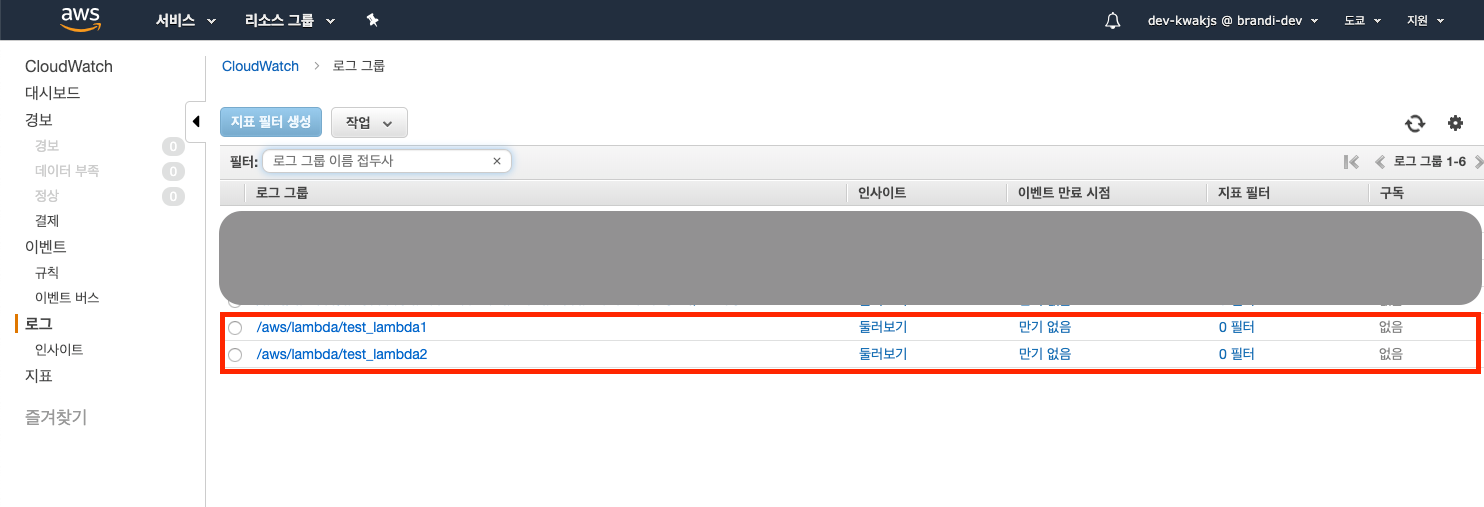 aws 서비스 리소스 그룹 dev-kwakjs @ brandi-dev 도쿄 지원
CloudWatch
대시보드
경보
경보 0
데이터 부족 0
정상 0
결제
이벤트
규칙
이벤트 버스
로그
인사이트
지표
즐겨찾기
CloudWatch > 로그 그룹
지표 필터 생성 작업
필터: 로그 그룹 이름 접두사 ×
로그 그룹 1-6
로그 그룹 인사이트 이벤트 만료 시점 지표 필터 구독
/aws/lambda/test_lambda1 둘러보기 만기 없음 0 필터 없음
/aws/lambda/test_lambda2 둘러보기 만기 없음 0 필터 없음